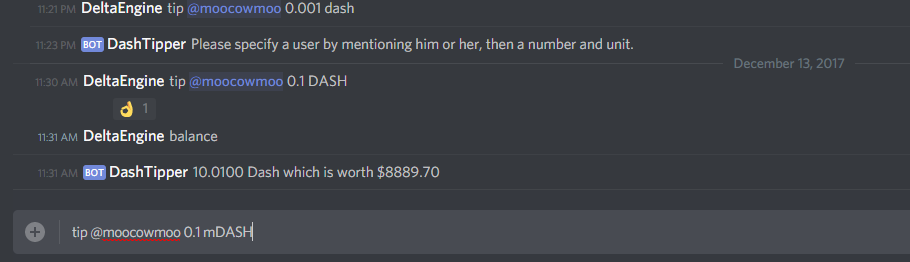 11:21 PM DeltaEngine tip @moocowmoo 0.001 dash
11:23 PM BOT DashTipper Please specify a user by mentioning him or her, then a number and unit.
December 13, 2017
11:30 AM DeltaEngine tip @moocowmoo 0.1 DASH
1
11:31 AM DeltaEngine balance
11:31 AM BOT DashTipper 10.0100 Dash which is worth $8889.70
tip @moocowmoo 0.1 mDASH